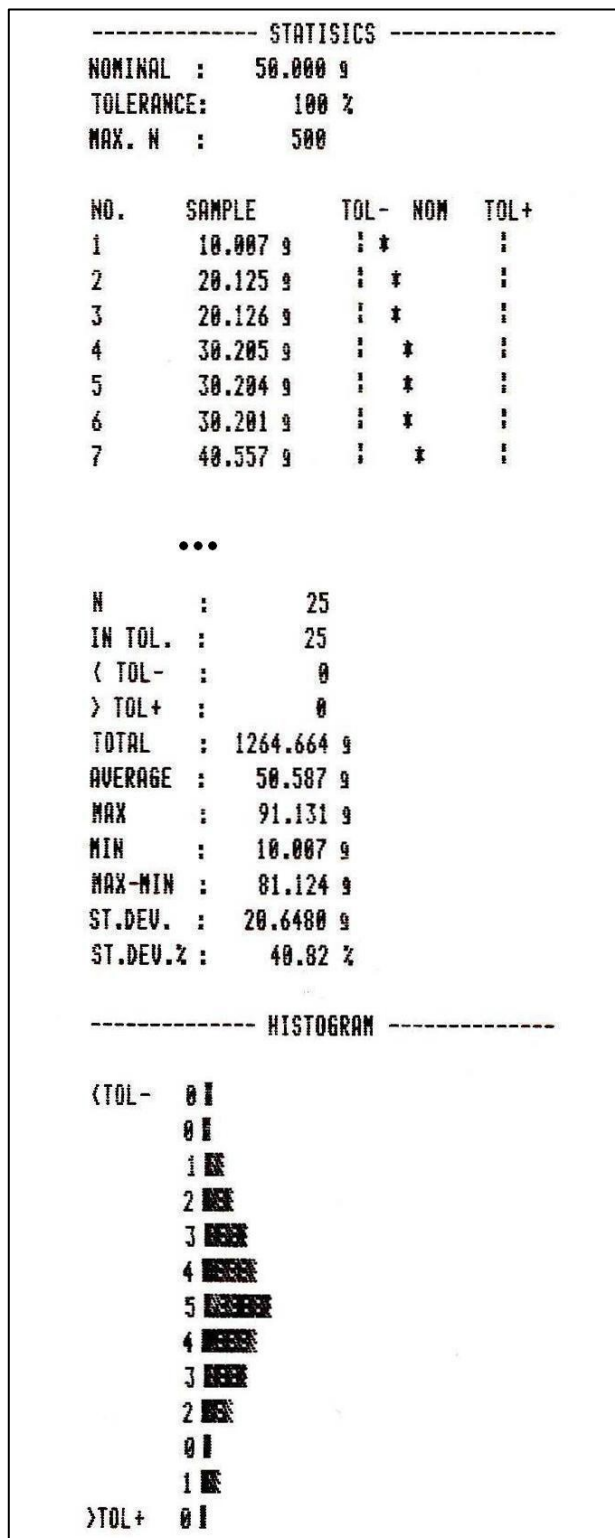 -------------- STATISICS --------------
NOMINAL : 50.000 g
TOLERANCE: 100 %
MAX. N : 500
NO. SAMPLE TOL- NOM TOL+
1 10.007 g ¦ * ¦
2 20.125 g ¦ * ¦
3 20.126 g ¦ * ¦
4 30.205 g ¦ * ¦
5 30.204 g ¦ * ¦
6 30.201 g ¦ * ¦
7 40.557 g ¦ * ¦
•••
N : 25
IN TOL. : 25
< TOL- : 0
> TOL+ : 0
TOTAL : 1264.664 g
AVERAGE : 50.587 g
MAX : 91.131 g
MIN : 10.007 g
MAX-MIN : 81.124 g
ST.DEV. : 20.6480 g
ST.DEV.% : 40.82 %
-------------- HISTOGRAM --------------
<TOL- 0
0
1
2
3
4
5
4
3
2
0
1
>TOL+ 0